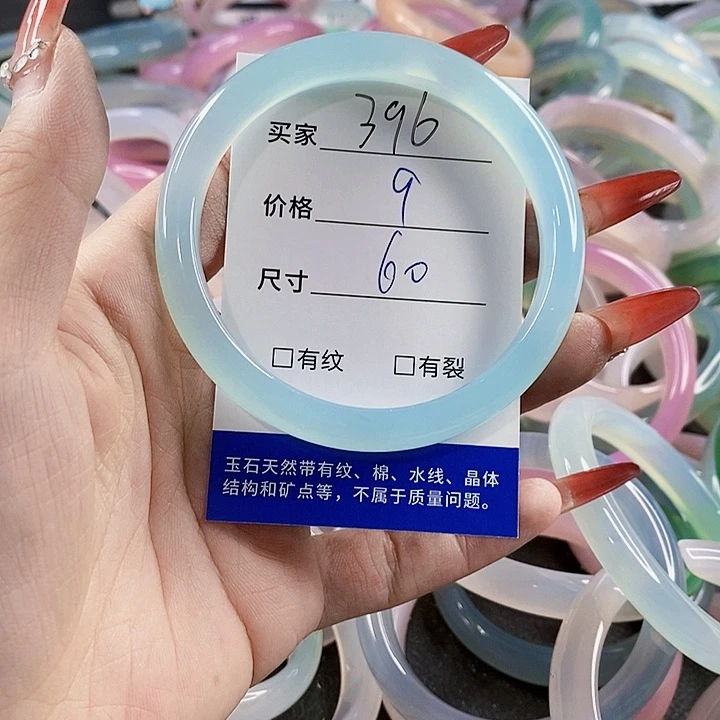 买家 396
价格 9
尺寸 60
□有纹 □有裂
玉石天然带有纹、棉、水线、晶体
结构和矿点等，不属于质量问题。